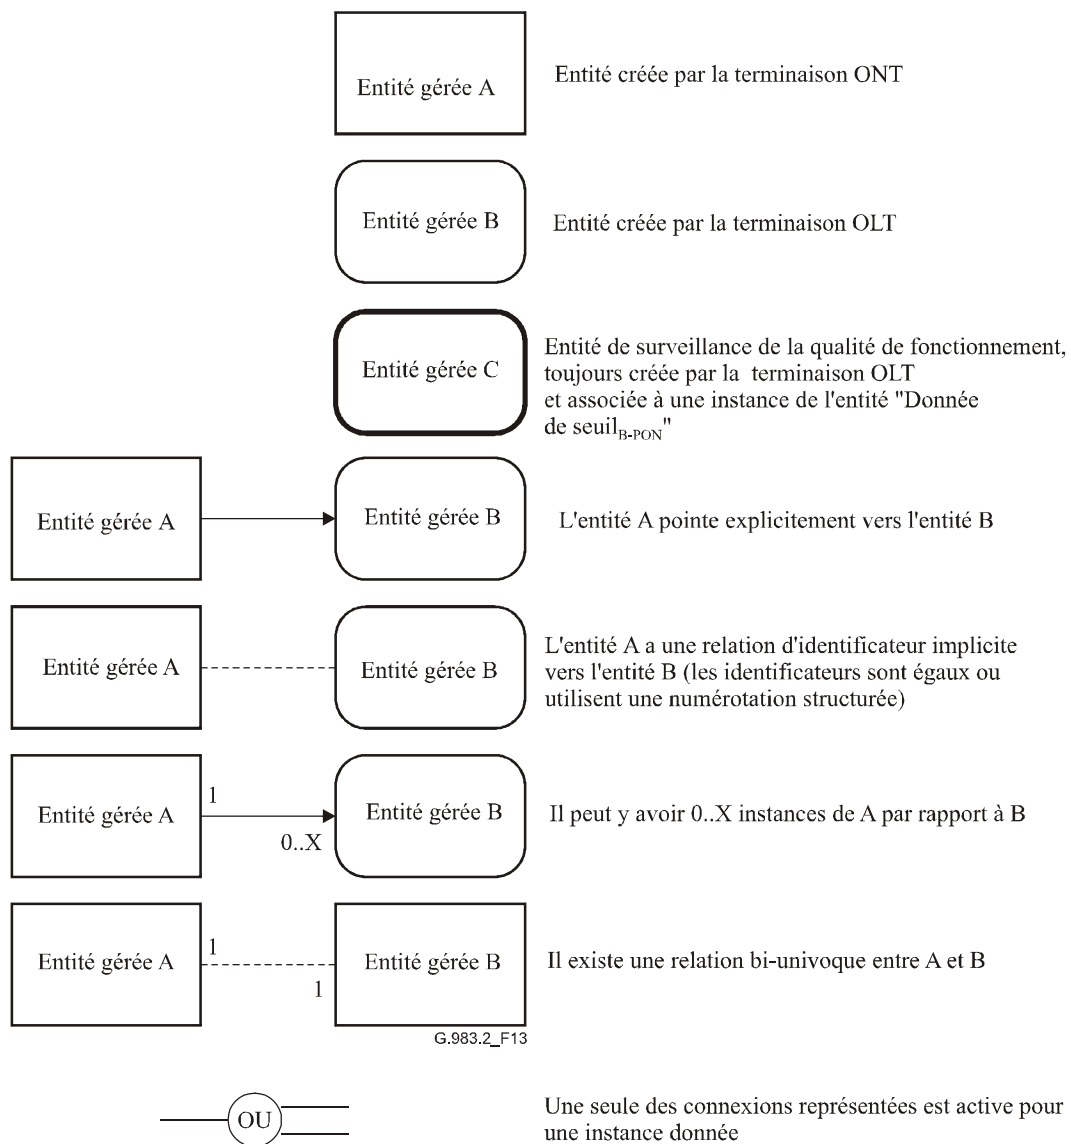 Entité gérée A
Entité créée par la terminaison ONT
Entité gérée B
Entité créée par la terminaison OLT
Entité gérée C
Entité de surveillance de la qualité de fonctionnement,
toujours créée par la terminaison OLT
et associée à une instance de l'entité "Donnée
de seuil B-PON"
Entité gérée A
Entité gérée B
L'entité A pointe explicitement vers l'entité B
Entité gérée A
Entité gérée B
L'entité A a une relation d'identificateur implicite
vers l'entité B (les identificateurs sont égaux ou
utilisent une numérotation structurée)
Entité gérée A
1
0..X
Entité gérée B
Il peut y avoir 0..X instances de A par rapport à B
Entité gérée A
1
1
Entité gérée B
Il existe une relation bi-univoque entre A et B
G.983.2_F13
OU
Une seule des connexions représentées est active pour
une instance donnée